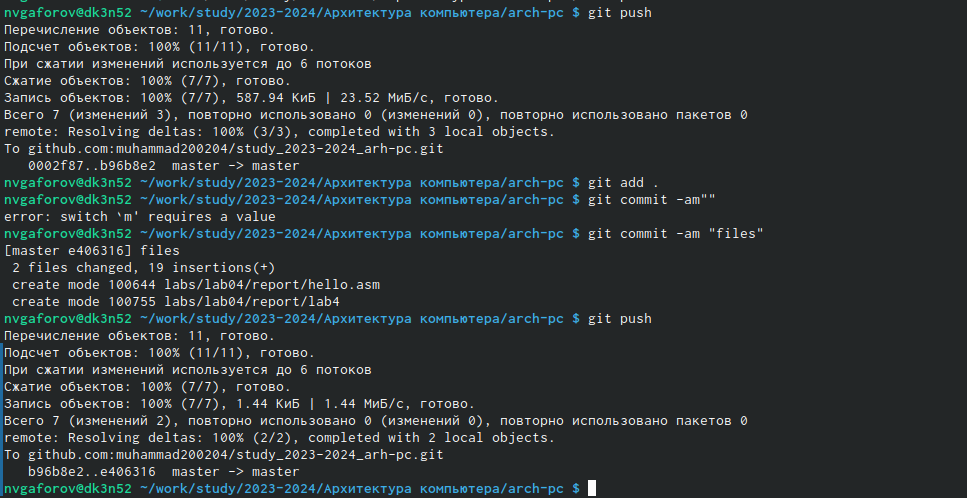 nvgaforov@dk3n52 ~/work/study/2023-2024/Архитектура компьютера/arch-pc $ git push
Перечисление объектов: 11, готово.
Подсчет объектов: 100% (11/11), готово.
При сжатии изменений используется до 6 потоков
Сжатие объектов: 100% (7/7), готово.
Запись объектов: 100% (7/7), 587.94 КиБ | 23.52 МиБ/с, готово.
Всего 7 (изменений 3), повторно использовано 0 (изменений 0), повторно использовано пакетов 0
remote: Resolving deltas: 100% (3/3), completed with 3 local objects.
To github.com:muhammad200204/study_2023-2024_arh-pc.git
   0002f87..b96b8e2  master -> master
nvgaforov@dk3n52 ~/work/study/2023-2024/Архитектура компьютера/arch-pc $ git add .
nvgaforov@dk3n52 ~/work/study/2023-2024/Архитектура компьютера/arch-pc $ git commit -am""
error: switch `m' requires a value
nvgaforov@dk3n52 ~/work/study/2023-2024/Архитектура компьютера/arch-pc $ git commit -am "files"
[master e406316] files
 2 files changed, 19 insertions(+)
 create mode 100644 labs/lab04/report/hello.asm
 create mode 100755 labs/lab04/report/lab4
nvgaforov@dk3n52 ~/work/study/2023-2024/Архитектура компьютера/arch-pc $ git push
Перечисление объектов: 11, готово.
Подсчет объектов: 100% (11/11), готово.
При сжатии изменений используется до 6 потоков
Сжатие объектов: 100% (7/7), готово.
Запись объектов: 100% (7/7), 1.44 КиБ | 1.44 МиБ/с, готово.
Всего 7 (изменений 2), повторно использовано 0 (изменений 0), повторно использовано пакетов 0
remote: Resolving deltas: 100% (2/2), completed with 2 local objects.
To github.com:muhammad200204/study_2023-2024_arh-pc.git
   b96b8e2..e406316  master -> master
nvgaforov@dk3n52 ~/work/study/2023-2024/Архитектура компьютера/arch-pc $